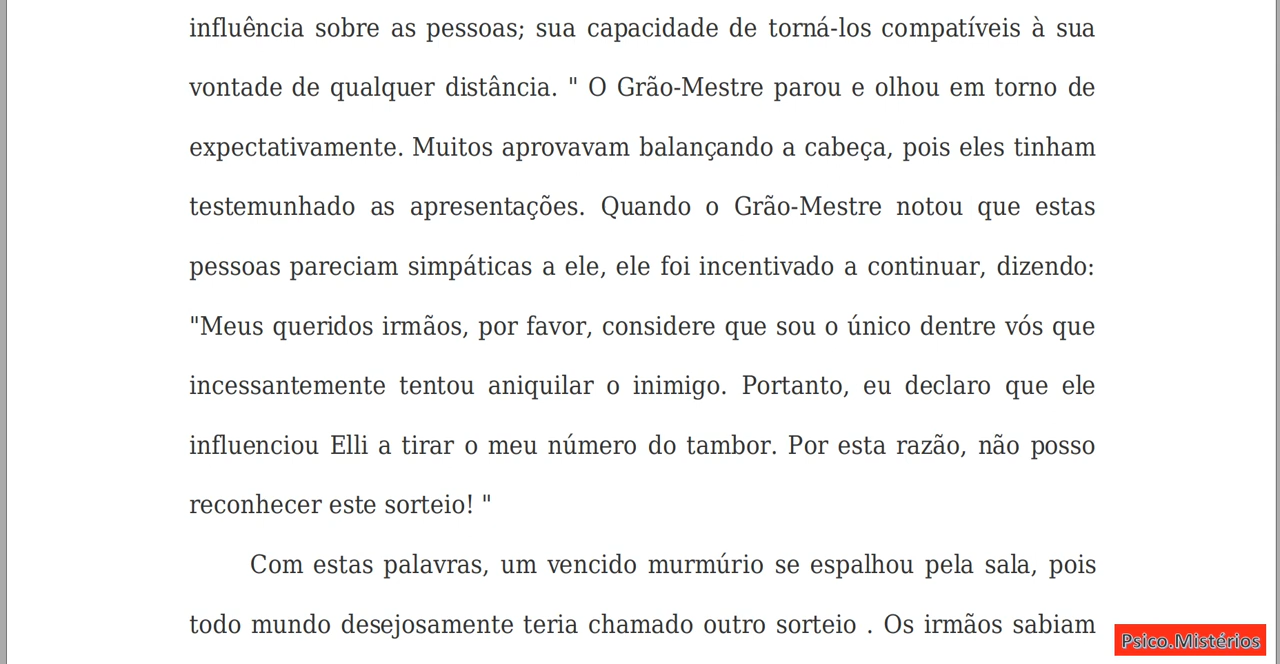 influência sobre as pessoas; sua capacidade de torná-los compatíveis à sua
vontade de qualquer distância. " O Grão-Mestre parou e olhou em torno de
expectativamente. Muitos aprovavam balançando a cabeça, pois eles tinham
testemunhado as apresentações. Quando o Grão-Mestre notou que estas
pessoas pareciam simpáticas a ele, ele foi incentivado a continuar, dizendo:
"Meus queridos irmãos, por favor, considere que sou o único dentre vós que
incessantemente tentou aniquilar o inimigo. Portanto, eu declaro que ele
influenciou Elli a tirar o meu número do tambor. Por esta razão, não posso
reconhecer este sorteio! "
Com estas palavras, um vencido murmúrio se espalhou pela sala, pois
todo mundo desejosamente teria chamado outro sorteio . Os irmãos sabiam
Psico.Mistérios